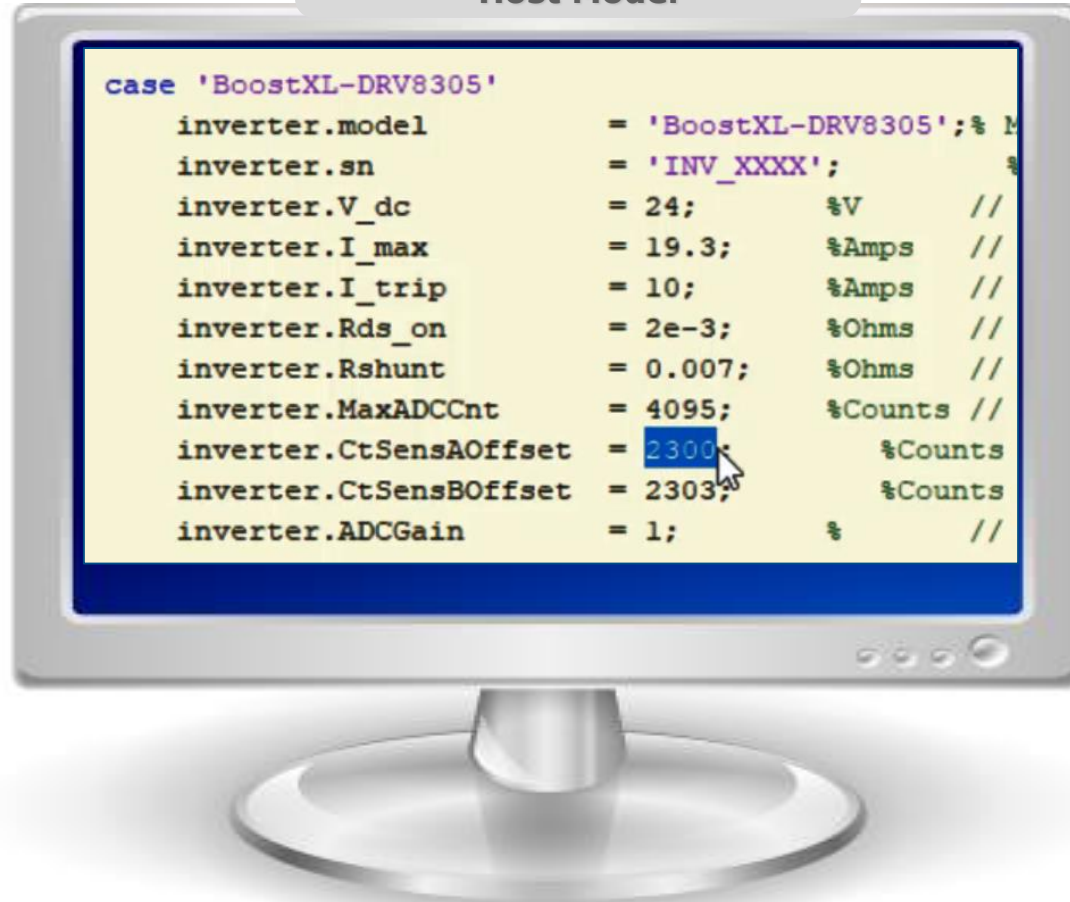 Host Model
case 'BoostXL-DRV8305'
inverter.model = 'BoostXL-DRV8305';%
inverter.sn = 'INV_XXXX'; %
inverter.V_dc = 24; %V //
inverter.I_max = 19.3; %Amps //
inverter.I_trip = 10; %Amps //
inverter.Rds_on = 2e-3; %Ohms //
inverter.Rshunt = 0.007; %Ohms //
inverter.MaxADCCnt = 4095; %Counts //
inverter.CtSensAOffset = 2300; %Counts
inverter.CtSensBOffset = 2303; %Counts
inverter.ADCGain = 1; % //